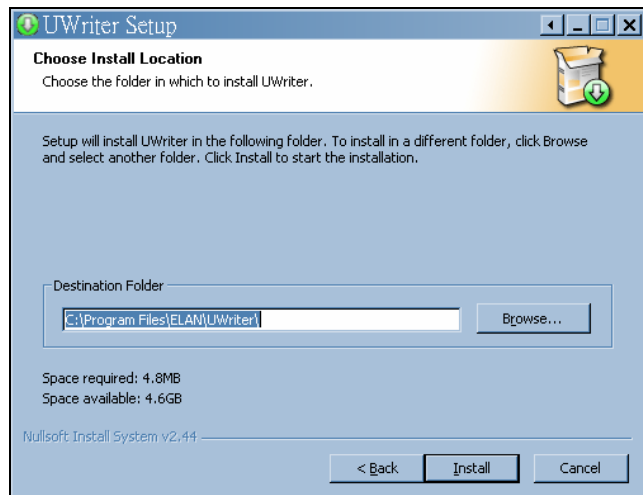 UWriter Setup
Choose Install Location
Choose the folder in which to install UWriter.
Setup will install UWriter in the following folder. To install in a different folder, click Browse
and select another folder. Click Install to start the installation.
Destination Folder
C:\Program Files\ELAN\UWriter\
Browse...
Space required: 4.8MB
Space available: 4.6GB
Nullsoft Install System v2.44
< Back
Install
Cancel